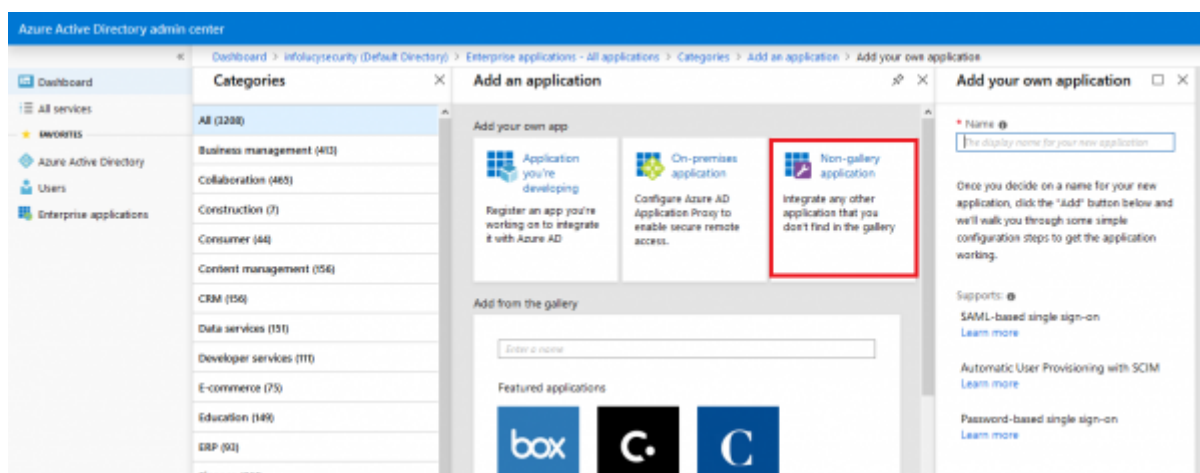 Azure Active Directory admin center
«
Dashboard > infolucysecurity (Default Directory) > Enterprise applications - All applications > Categories > Add an application > Add your own application
Dashboard
All services
FAVORITES
Azure Active Directory
Users
Enterprise applications
Categories
All (3208)
Business management (413)
Collaboration (465)
Construction (7)
Consumer (44)
Content management (156)
CRM (156)
Data services (151)
Developer services (111)
E-commerce (75)
Education (149)
ERP (93)
Add an application
Add your own app
Application
you're
developing
Register an app you're
working on to integrate
it with Azure AD
On-premises
application
Configure Azure AD
Application Proxy to
enable secure remote
access.
Non-gallery
application
Integrate any other
application that you
don't find in the gallery
Add from the gallery
Enter a name
Featured applications
box
C.
C
Add your own application
* Name
The display name for your new application
Once you decide on a name for your new
application, click the "Add" button below and
we'll walk you through some simple
configuration steps to get the application
working.
Supports:
SAML-based single sign-on
Learn more
Automatic User Provisioning with SCIM
Learn more
Password-based single sign-on
Learn more